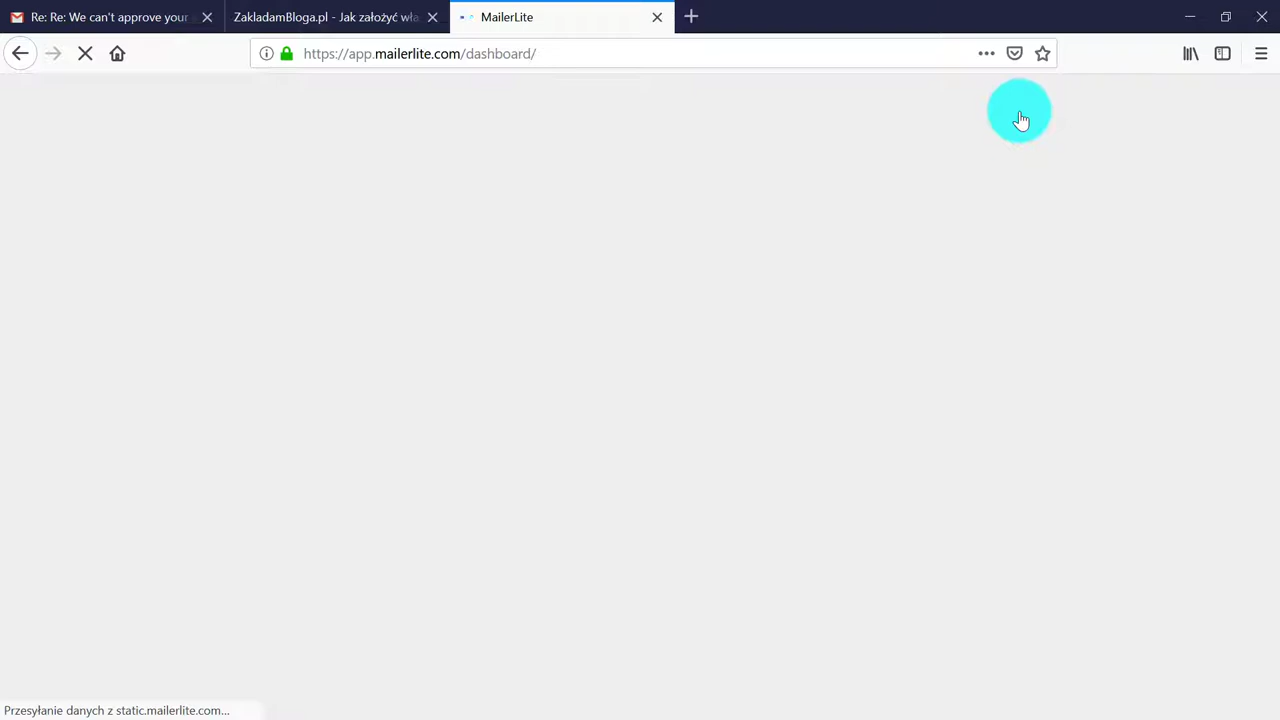 Re: Re: We can't approve your
ZakladamBloga.pl - Jak założyć wła
MailerLite
https://app.mailerlite.com/dashboard/
Przesyłanie danych z static.mailerlite.com...